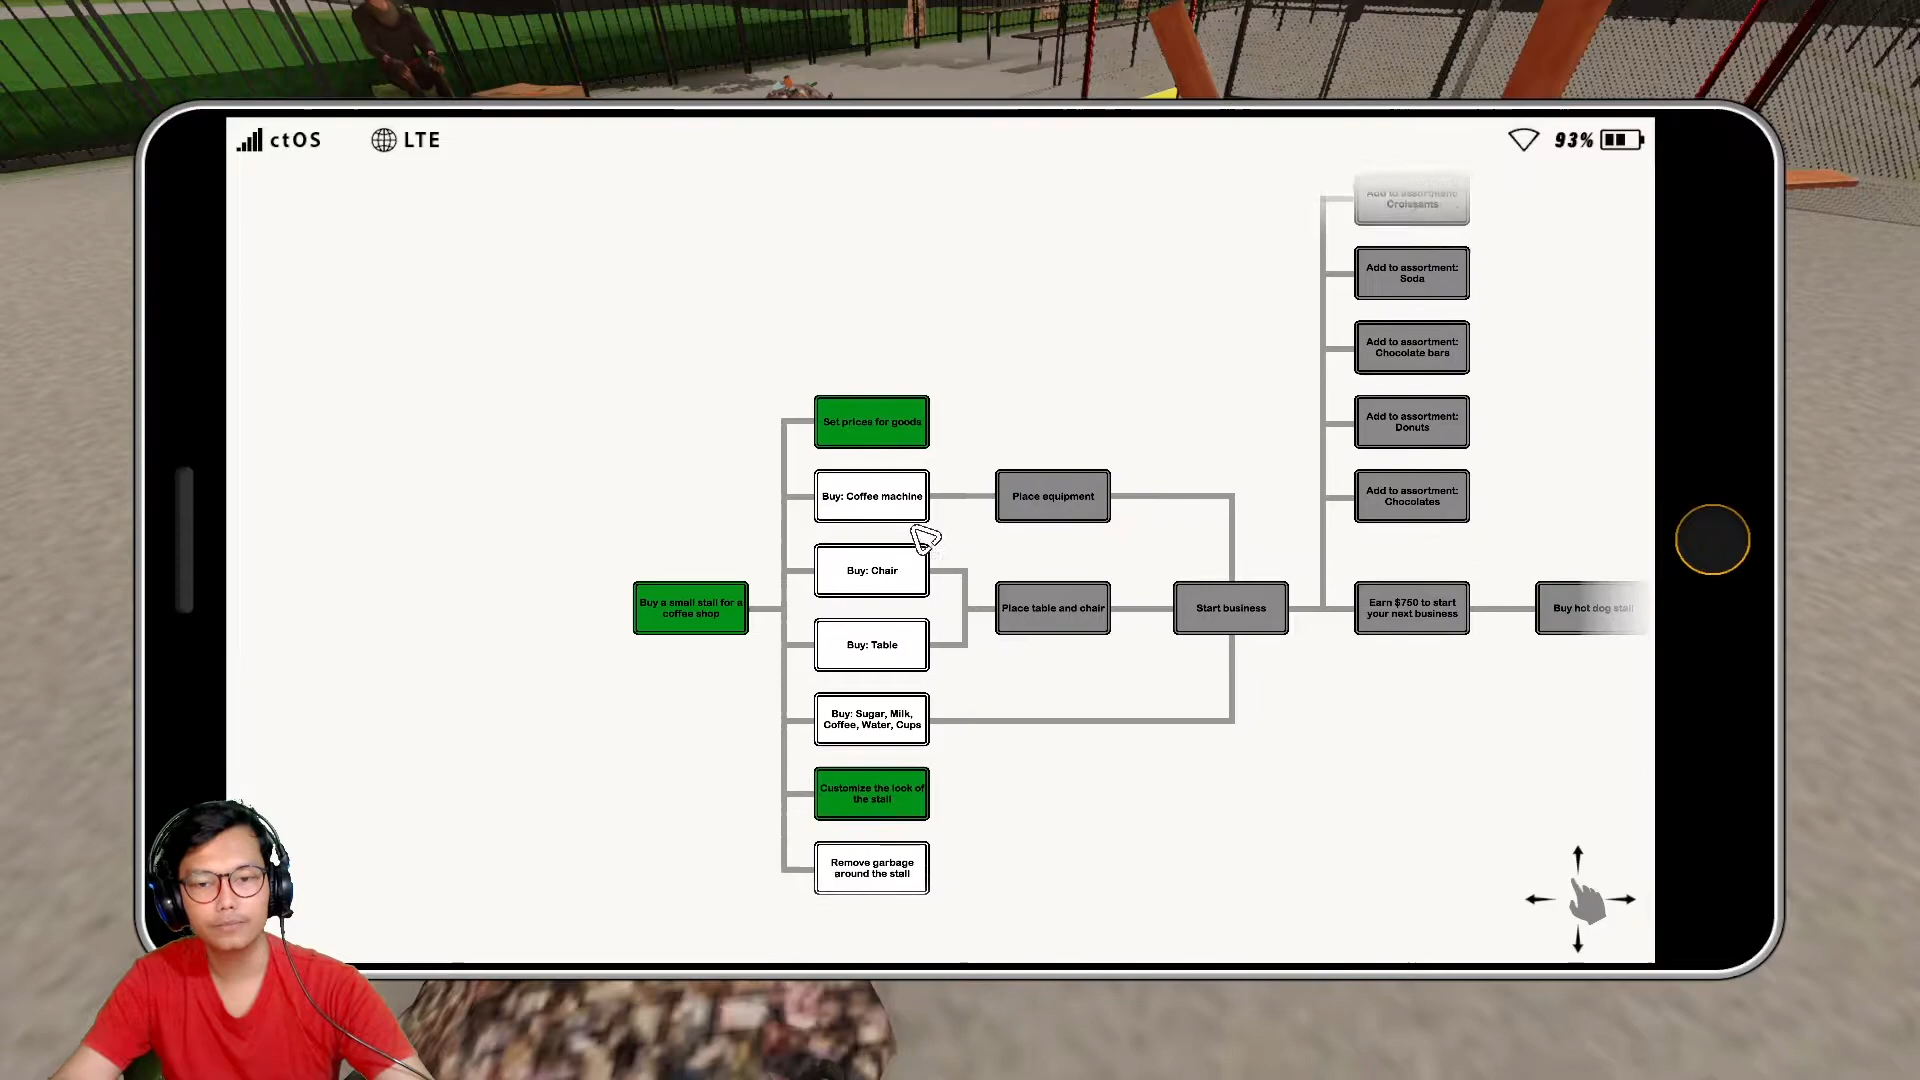 ctOS
LTE
93%
Add to assortment:
Croissants
Add to assortment:
Soda
Add to assortment:
Chocolate bars
Add to assortment:
Donuts
Set prices for goods
Buy: Coffee machine
Place equipment
Add to assortment:
Chocolates
Buy: Chair
Buy a small stall for a
coffee shop
Place table and chair
Start business
Earn $750 to start
your next business
Buy hot dog stall
Buy: Table
Buy: Sugar, Milk,
Coffee, Water, Cups
Customize the look of
the stall
Remove garbage
around the stall